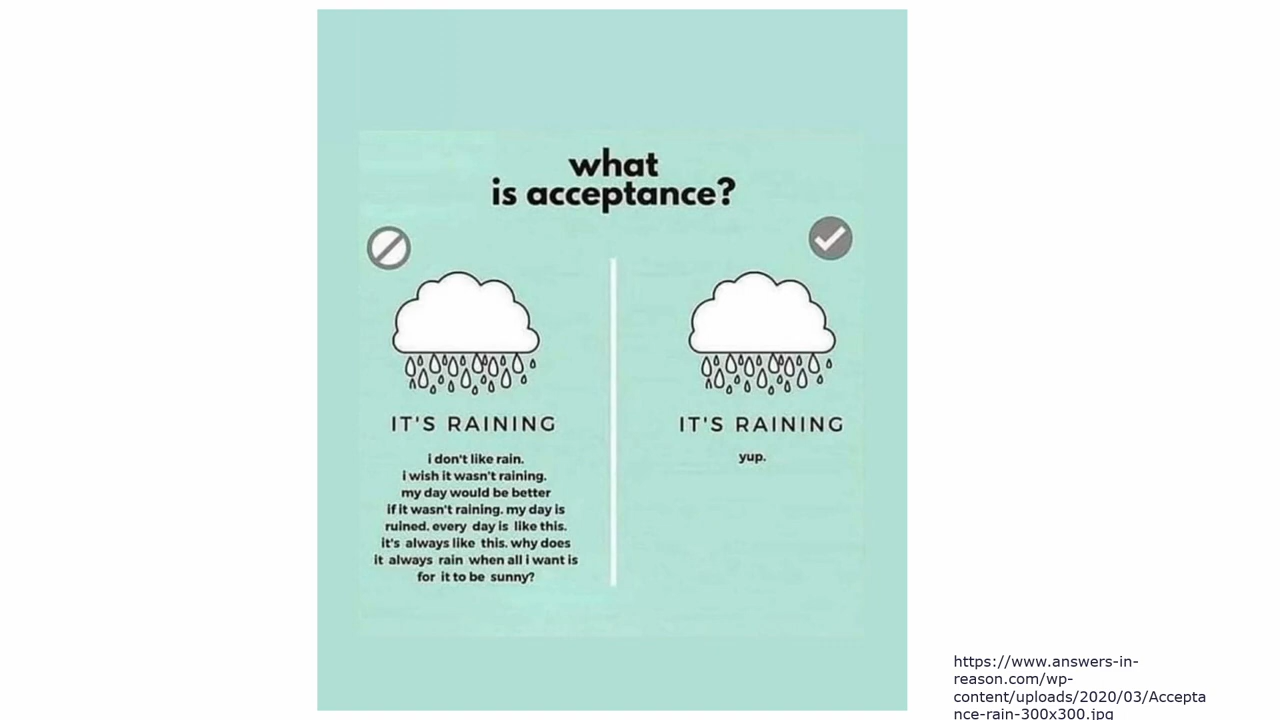 what
is acceptance?
IT'S RAINING
i don't like rain.
i wish it wasn't raining.
my day would be better
if it wasn't raining. my day is
ruined. every day is like this.
it's always like this. why does
it always rain when all i want is
for it to be sunny?
IT'S RAINING
yup.
https://www.answers-in-
reason.com/wp-
content/uploads/2020/03/Accepta
nce-rain-300x300.jpg